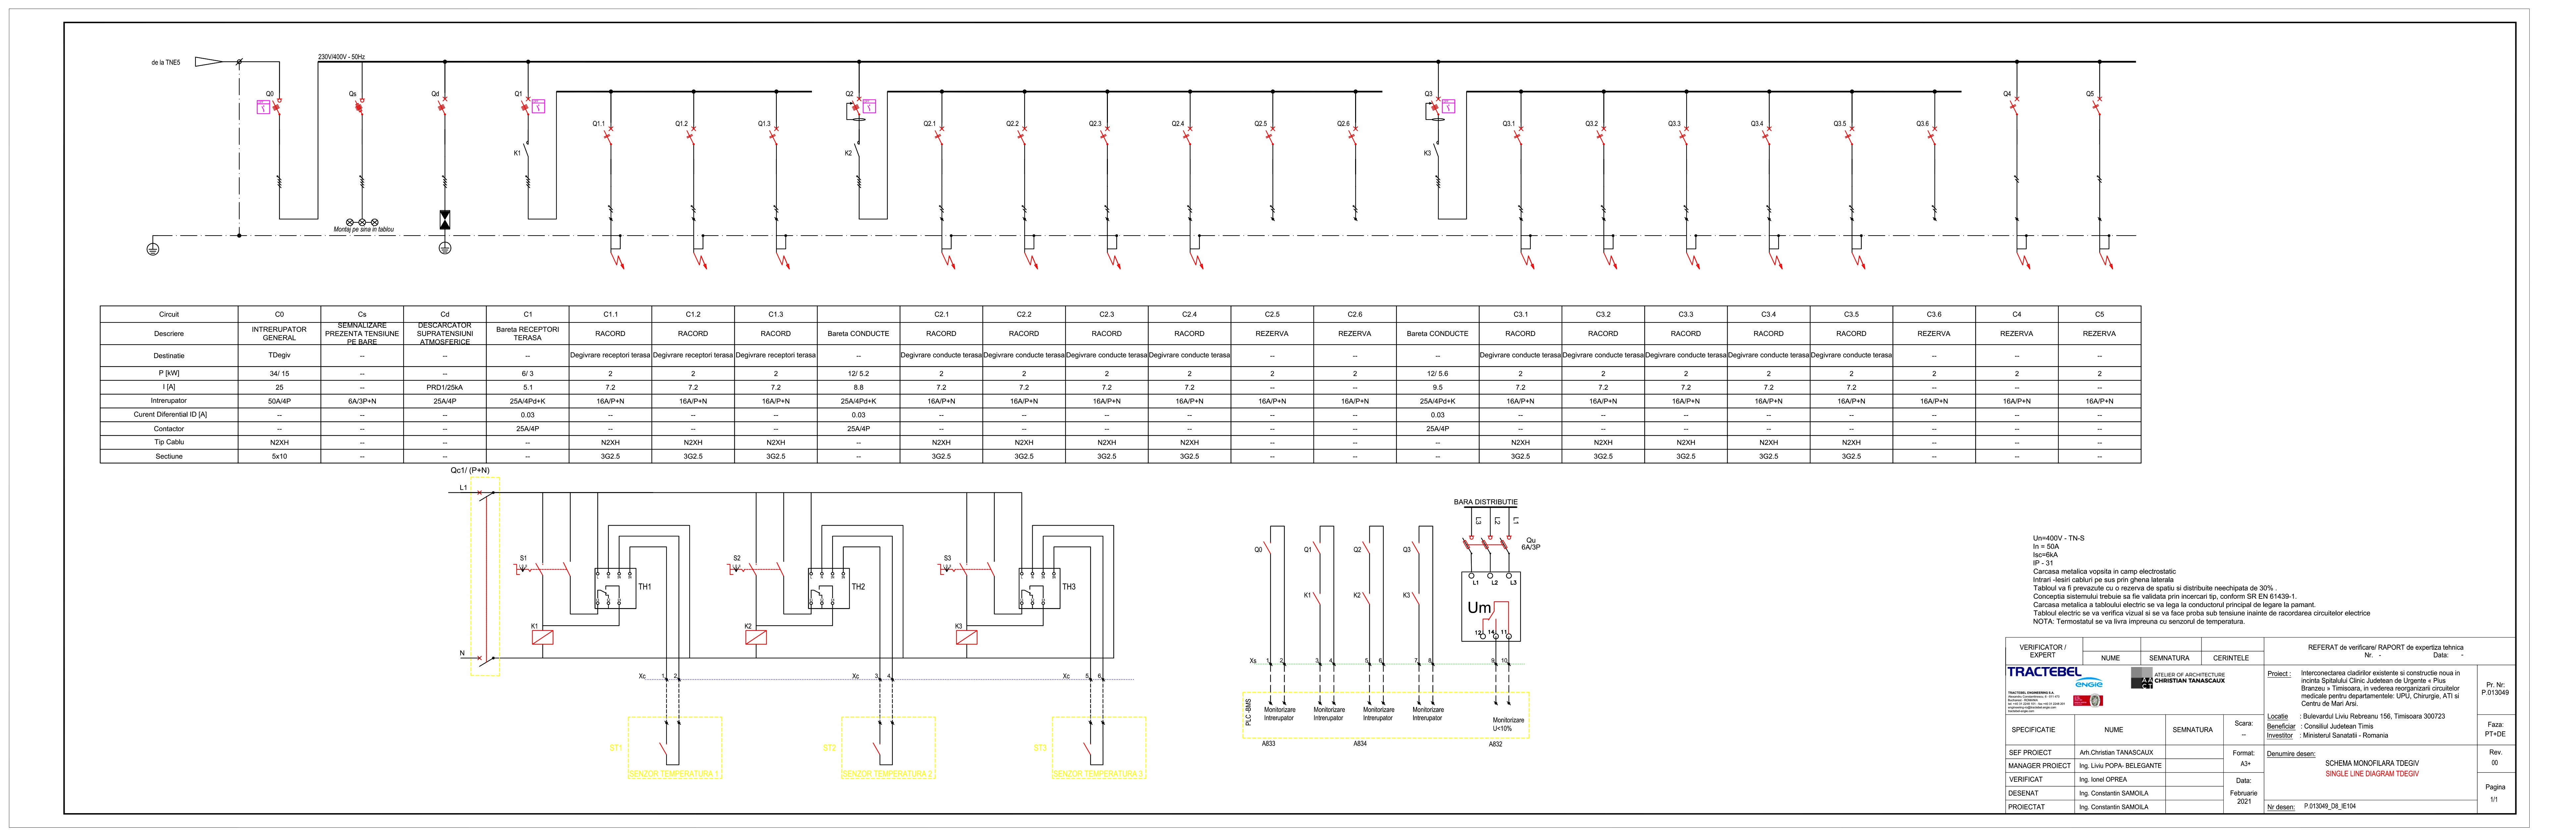 de la TNE5
230V/400V - 50Hz
Q0
Qs
Qd
Q1
Q2
Q3
Q4
Q5
Q1.1
Q1.2
Q1.3
Q2.1
Q2.2
Q2.3
Q2.4
Q2.5
Q2.6
Q3.1
Q3.2
Q3.3
Q3.4
Q3.5
Q3.6
K1
K2
K3
Montaj pe sina in tablou
Circuit C0 Cs Cd C1 C1.1 C1.2 C1.3 C2.1 C2.2 C2.3 C2.4 C2.5 C2.6 C3.1 C3.2 C3.3 C3.4 C3.5 C3.6 C4 C5
Descriere INTRERUPATOR GENERAL SEMNALIZARE PREZENTA TENSIUNE PE BARE DESCARCATOR SUPRATENSIUNI ATMOSFERICE Bareta RECEPTORI TERASA RACORD RACORD RACORD Bareta CONDUCTE RACORD RACORD RACORD RACORD REZERVA REZERVA Bareta CONDUCTE RACORD RACORD RACORD RACORD RACORD REZERVA REZERVA REZERVA
Destinatie TDegiv -- -- -- Degivrare receptori terasa Degivrare receptori terasa Degivrare receptori terasa -- Degivrare conducte terasa Degivrare conducte terasa Degivrare conducte terasa Degivrare conducte terasa -- -- -- Degivrare conducte terasa Degivrare conducte terasa Degivrare conducte terasa Degivrare conducte terasa Degivrare conducte terasa -- -- --
P [kW] 34/ 15 -- -- 6/ 3 2 2 2 12/ 5.2 2 2 2 2 2 2 12/ 5.6 2 2 2 2 2 2 2 2
I [A] 25 -- PRD1/25kA 5.1 7.2 7.2 7.2 8.8 7.2 7.2 7.2 7.2 -- -- 9.5 7.2 7.2 7.2 7.2 7.2 -- -- --
Intrerupator 50A/4P 6A/3P+N 25A/4P 25A/4Pd+K 16A/P+N 16A/P+N 16A/P+N 25A/4Pd+K 16A/P+N 16A/P+N 16A/P+N 16A/P+N 16A/P+N 16A/P+N 25A/4Pd+K 16A/P+N 16A/P+N 16A/P+N 16A/P+N 16A/P+N 16A/P+N 16A/P+N 16A/P+N
Curent Diferential ID [A] -- -- -- 0.03 -- -- -- 0.03 -- -- -- -- -- -- 0.03 -- -- -- -- -- -- -- --
Contactor -- -- -- 25A/4P -- -- -- 25A/4P -- -- -- -- -- -- 25A/4P -- -- -- -- -- -- -- --
Tip Cablu N2XH -- -- -- N2XH N2XH N2XH -- N2XH N2XH N2XH N2XH -- -- -- N2XH N2XH N2XH N2XH N2XH -- -- --
Sectiune 5x10 -- -- -- 3G2.5 3G2.5 3G2.5 -- 3G2.5 3G2.5 3G2.5 3G2.5 -- -- -- 3G2.5 3G2.5 3G2.5 3G2.5 3G2.5 -- -- --
Qc1/ (P+N)
L1
N
S1
S2
S3
TH1
TH2
TH3
K1
K2
K3
Xc 1 2
Xc 3 4
Xc 5 6
ST1
ST2
ST3
SENZOR TEMPERATURA 1
SENZOR TEMPERATURA 2
SENZOR TEMPERATURA 3
BARA DISTRIBUTIE
L3 L2 L1
Qu
6A/3P
L1 L2 L3
Um
12 14 11
Q0
Q1
Q2
Q3
K1
K2
K3
Xs 1 2 3 4 5 6 7 8 9 10
PLC-BMS
Monitorizare Intrerupator
Monitorizare Intrerupator
Monitorizare Intrerupator
Monitorizare Intrerupator
Monitorizare
U<10%
A833
A834
A832
Un=400V - TN-S
In = 50A
Isc=6kA
IP - 31
Carcasa metalica vopsita in camp electrostatic
Intrari -Iesiri cabluri pe sus prin ghena laterala
Tabloul va fi prevazute cu o rezerva de spatiu si distribuite neechipata de 30% .
Conceptia sistemului trebuie sa fie validata prin incercari tip, conform SR EN 61439-1.
Carcasa metalica a tabloului electric se va lega la conductorul principal de legare la pamant.
Tabloul electric se va verifica vizual si se va face proba sub tensiune inainte de racordarea circuitelor electrice
NOTA: Termostatul se va livra impreuna cu senzorul de temperatura.
VERIFICATOR / EXPERT
NUME SEMNATURA CERINTELE
REFERAT de verificare/ RAPORT de expertiza tehnica
Nr. - Data: -
TRACTEBEL
ENGIE
TRACTEBEL ENGINEERING S.A
ATELIER OF ARCHITECTURE
CHRISTIAN TANASCAUX
Proiect : Interconectarea cladirilor existente si constructie noua in
incinta Spitalului Clinic Judetean de Urgente « Pius
Branzeu » Timisoara, in vederea reorganizarii circuitelor
medicale pentru departamentele: UPU, Chirurgie, ATI si
Centru de Mari Arsi.
Pr. Nr:
P.013049
Locatie : Bulevardul Liviu Rebreanu 156, Timisoara 300723
Beneficiar : Consiliul Judetean Timis
Investitor : Ministerul Sanatatii - Romania
Faza:
PT+DE
SPECIFICATIE NUME SEMNATURA
Scara:
--
SEF PROIECT Arh.Christian TANASCAUX
MANAGER PROIECT Ing. Liviu POPA- BELEGANTE
VERIFICAT Ing. Ionel OPREA
DESENAT Ing. Constantin SAMOILA
PROIECTAT Ing. Constantin SAMOILA
Format:
A3+
Data:
Februarie
2021
Denumire desen:
SCHEMA MONOFILARA TDEGIV
SINGLE LINE DIAGRAM TDEGIV
Rev.
00
Pagina
1/1
Nr desen: P.013049_D8_IE104